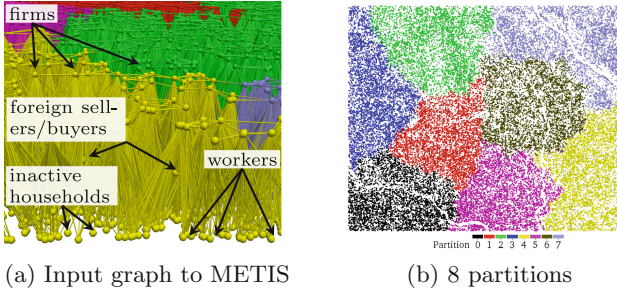 firms
foreign sell-
ers/buyers
workers
inactive
households
Partition 0 1 2 3 4 5 6 7
(a) Input graph to METIS
(b) 8 partitions